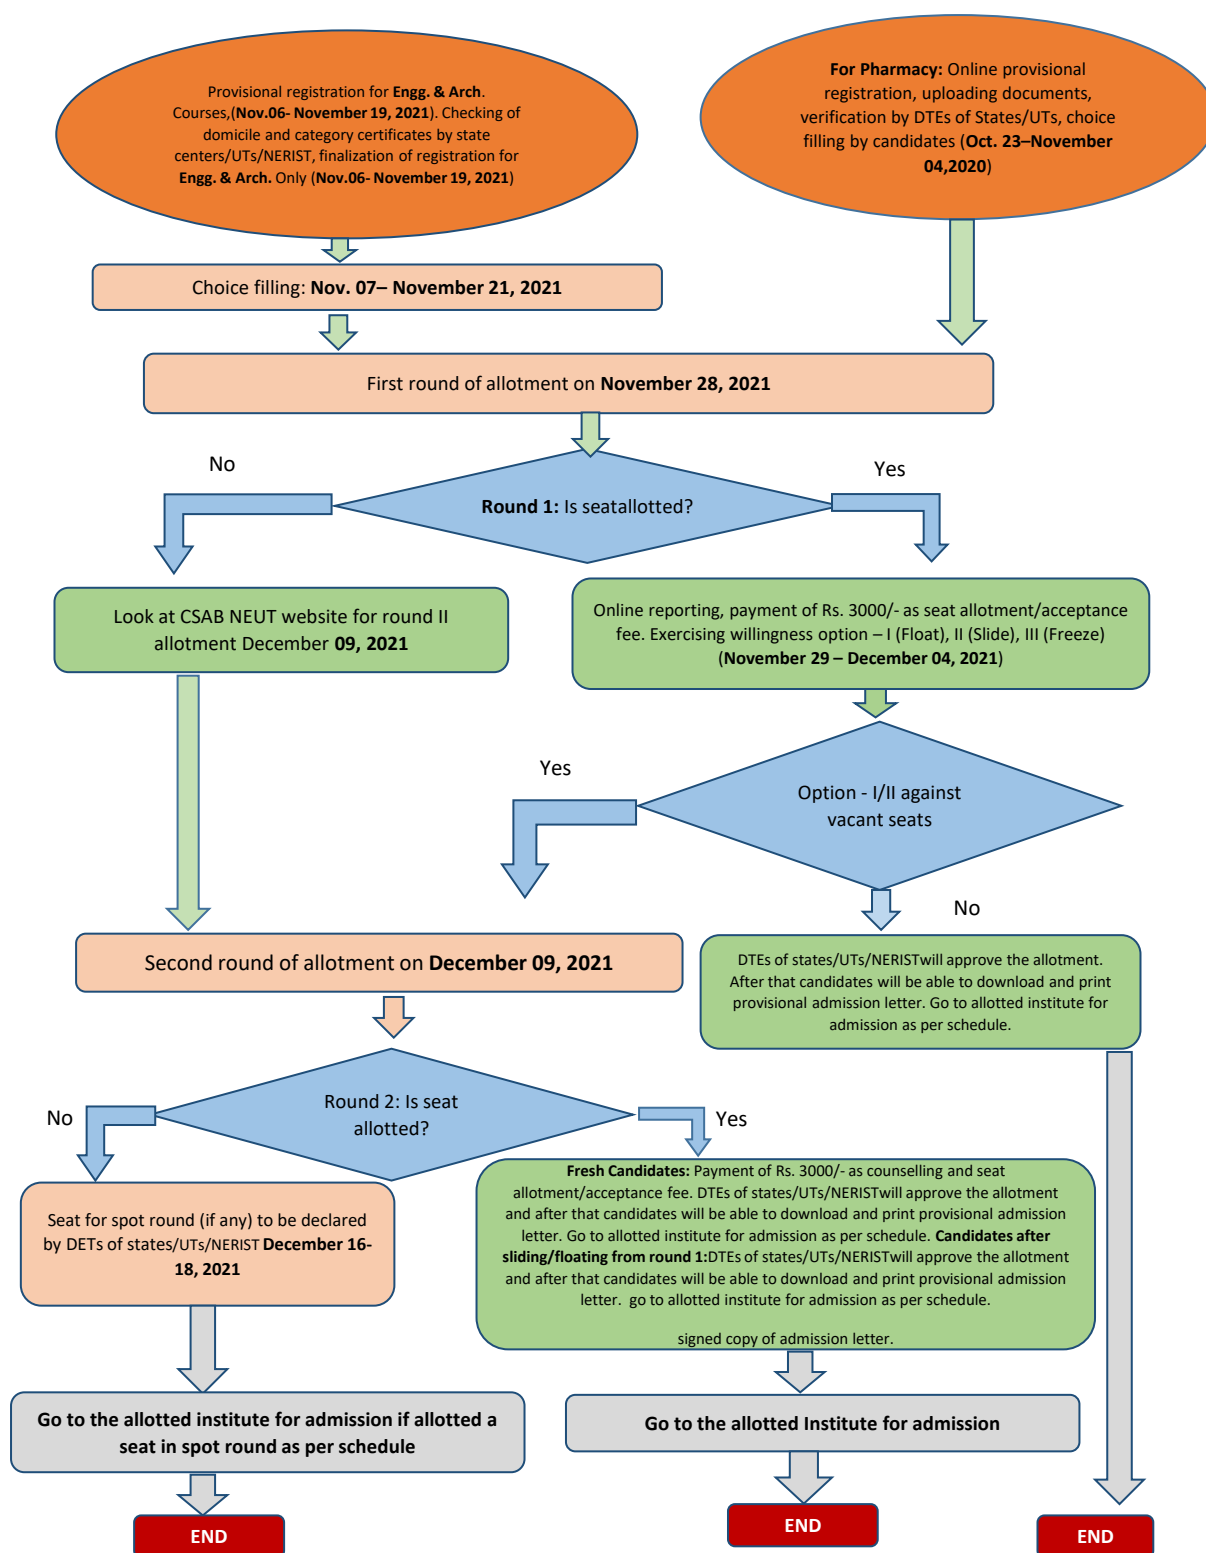 Provisional registration for Engg. & Arch.
Courses,(Nov.06- November 19, 2021). Checking of
domicile and category certificates by state
centers/UTs/NERIST, finalization of registration for
Engg. & Arch. Only (Nov.06- November 19, 2021)
For Pharmacy: Online provisional
registration, uploading documents,
verification by DTEs of States/UTs, choice
filling by candidates (Oct. 23–November
04,2020)
Choice filling: Nov. 07– November 21, 2021
First round of allotment on November 28, 2021
No
Yes
Round 1: Is seatallotted?
Look at CSAB NEUT website for round II
allotment December 09, 2021
Online reporting, payment of Rs. 3000/- as seat allotment/acceptance
fee. Exercising willingness option – I (Float), II (Slide), III (Freeze)
(November 29 – December 04, 2021)
Yes
Option - I/II against
vacant seats
No
Second round of allotment on December 09, 2021
DTEs of states/UTs/NERISTwill approve the allotment.
After that candidates will be able to download and print
provisional admission letter. Go to allotted institute for
admission as per schedule.
No
Round 2: Is seat
allotted?
Yes
Seat for spot round (if any) to be declared
by DETs of states/UTs/NERIST December 16-
18, 2021
Fresh Candidates: Payment of Rs. 3000/- as counselling and seat
allotment/acceptance fee. DTEs of states/UTs/NERISTwill approve the allotment
and after that candidates will be able to download and print provisional admission
letter. Go to allotted institute for admission as per schedule. Candidates after
sliding/floating from round 1:DTEs of states/UTs/NERISTwill approve the allotment
and after that candidates will be able to download and print provisional admission
letter. go to allotted institute for admission as per schedule.
signed copy of admission letter.
Go to the allotted institute for admission if allotted a
seat in spot round as per schedule
Go to the allotted Institute for admission
END
END
END